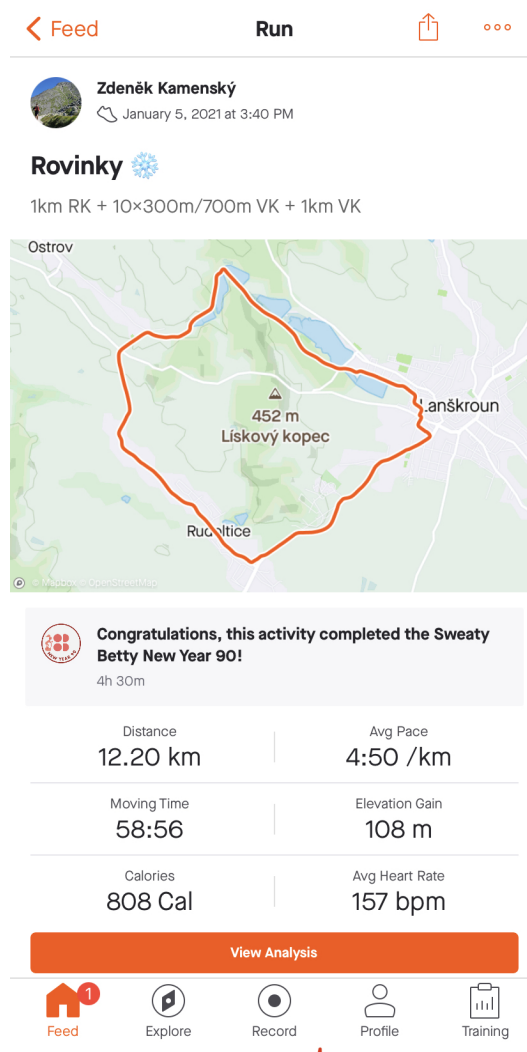 Feed
Run
Zdeněk Kamenský
January 5, 2021 at 3:40 PM
Rovinky
1km RK + 10×300m/700m VK + 1km VK
Ostrov
Lanškroun
452 m
Lískový kopec
Rudoltice
© Mapbox © OpenStreetMap
NEW YEAR 90
Congratulations, this activity completed the Sweaty
Betty New Year 90!
4h 30m
Distance
Avg Pace
12.20 km
4:50 /km
Moving Time
Elevation Gain
58:56
108 m
Calories
Avg Heart Rate
808 Cal
157 bpm
View Analysis
1
Feed
Explore
Record
Profile
Training